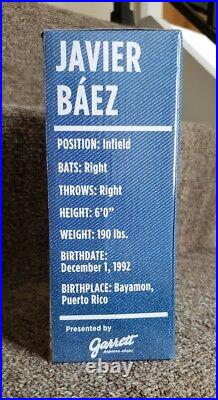 JAVIER
BÁEZ
POSITION: Infield
BATS: Right
THROWS: Right
HEIGHT: 6'0"
WEIGHT: 190 lbs.
BIRTHDATE:
December 1, 1992
BIRTHPLACE: Bayamon,
Puerto Rico
Presented by
Garrett